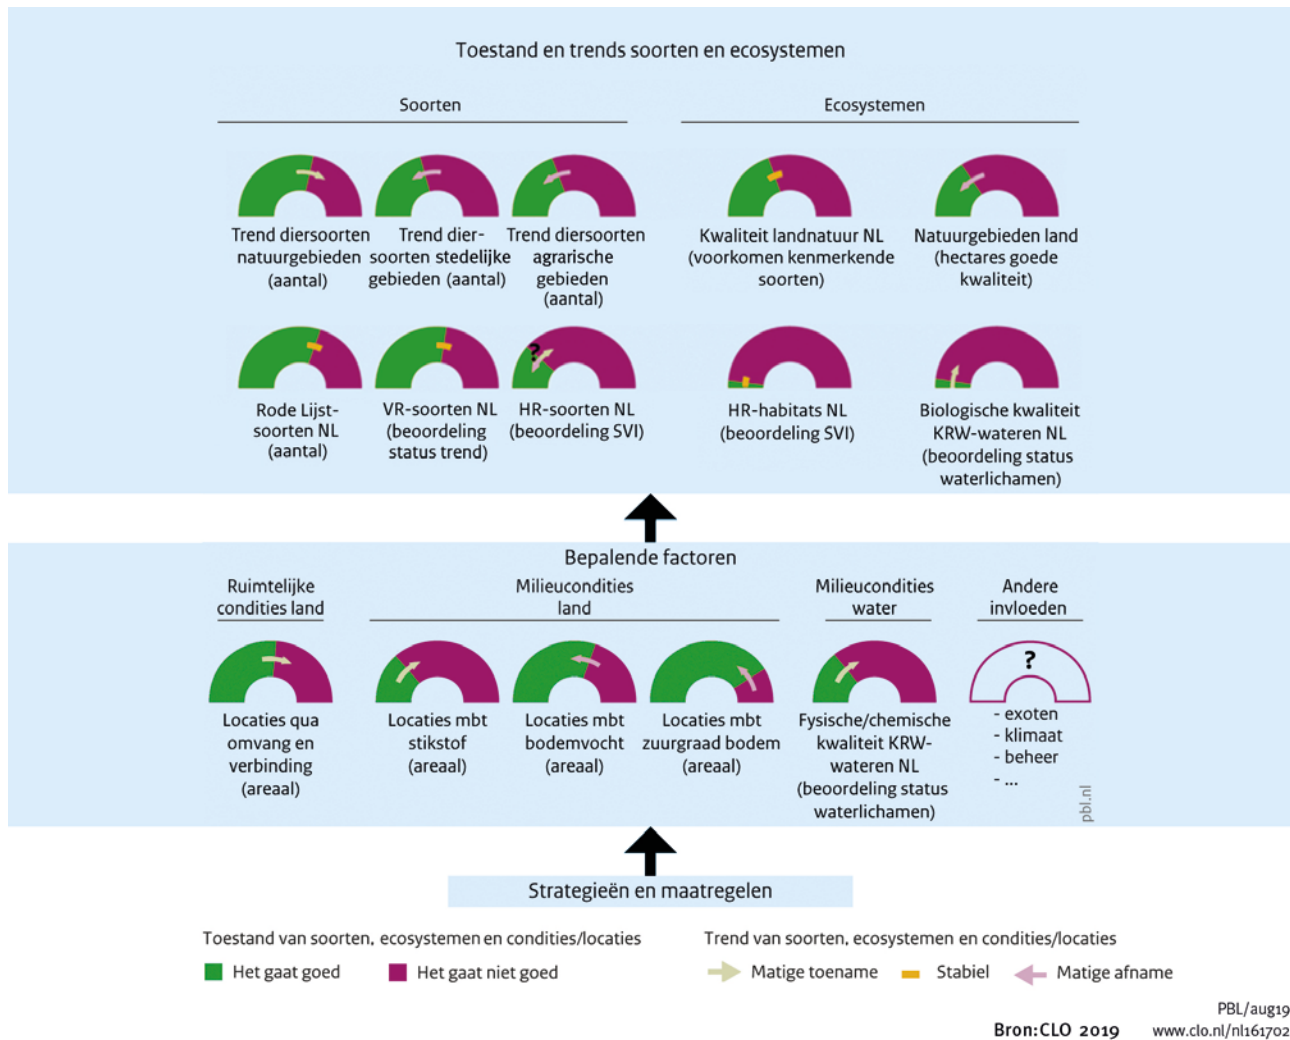 Toestand en trends soorten en ecosystemen
Soorten
Ecosystemen
Trend diersoorten
natuurgebieden
(aantal)
Trend dier-
soorten stedelijke
gebieden (aantal)
Trend diersoorten
agrarische
gebieden
(aantal)
Kwaliteit landnatuur NL
(voorkomen kenmerkende
soorten)
Natuurgebieden land
(hectares goede
kwaliteit)
?
Rode Lijst-
soorten NL
(aantal)
VR-soorten NL
(beoordeling
status trend)
HR-soorten NL
(beoordeling SVI)
HR-habitats NL
(beoordeling SVI)
Biologische kwaliteit
KRW-wateren NL
(beoordeling status
waterlichamen)
Bepalende factoren
Ruimtelijke
condities land
Milieucondities
land
Milieucondities
water
Andere
invloeden
?
Locaties qua
omvang en
verbinding
(areaal)
Locaties mbt
stikstof
(areaal)
Locaties mbt
bodemvocht
(areaal)
Locaties mbt
zuurgraad bodem
(areaal)
Fysische/chemische
kwaliteit KRW-
wateren NL
(beoordeling status
waterlichamen)
- exoten
- klimaat
- beheer
- ...
pbl.nl
Strategieën en maatregelen
Toestand van soorten, ecosystemen en condities/locaties
Het gaat goed
Het gaat niet goed
Trend van soorten, ecosystemen en condities/locaties
Matige toename
Stabiel
Matige afname
PBL/aug19
Bron:CLO 2019
www.clo.nl/nl161702